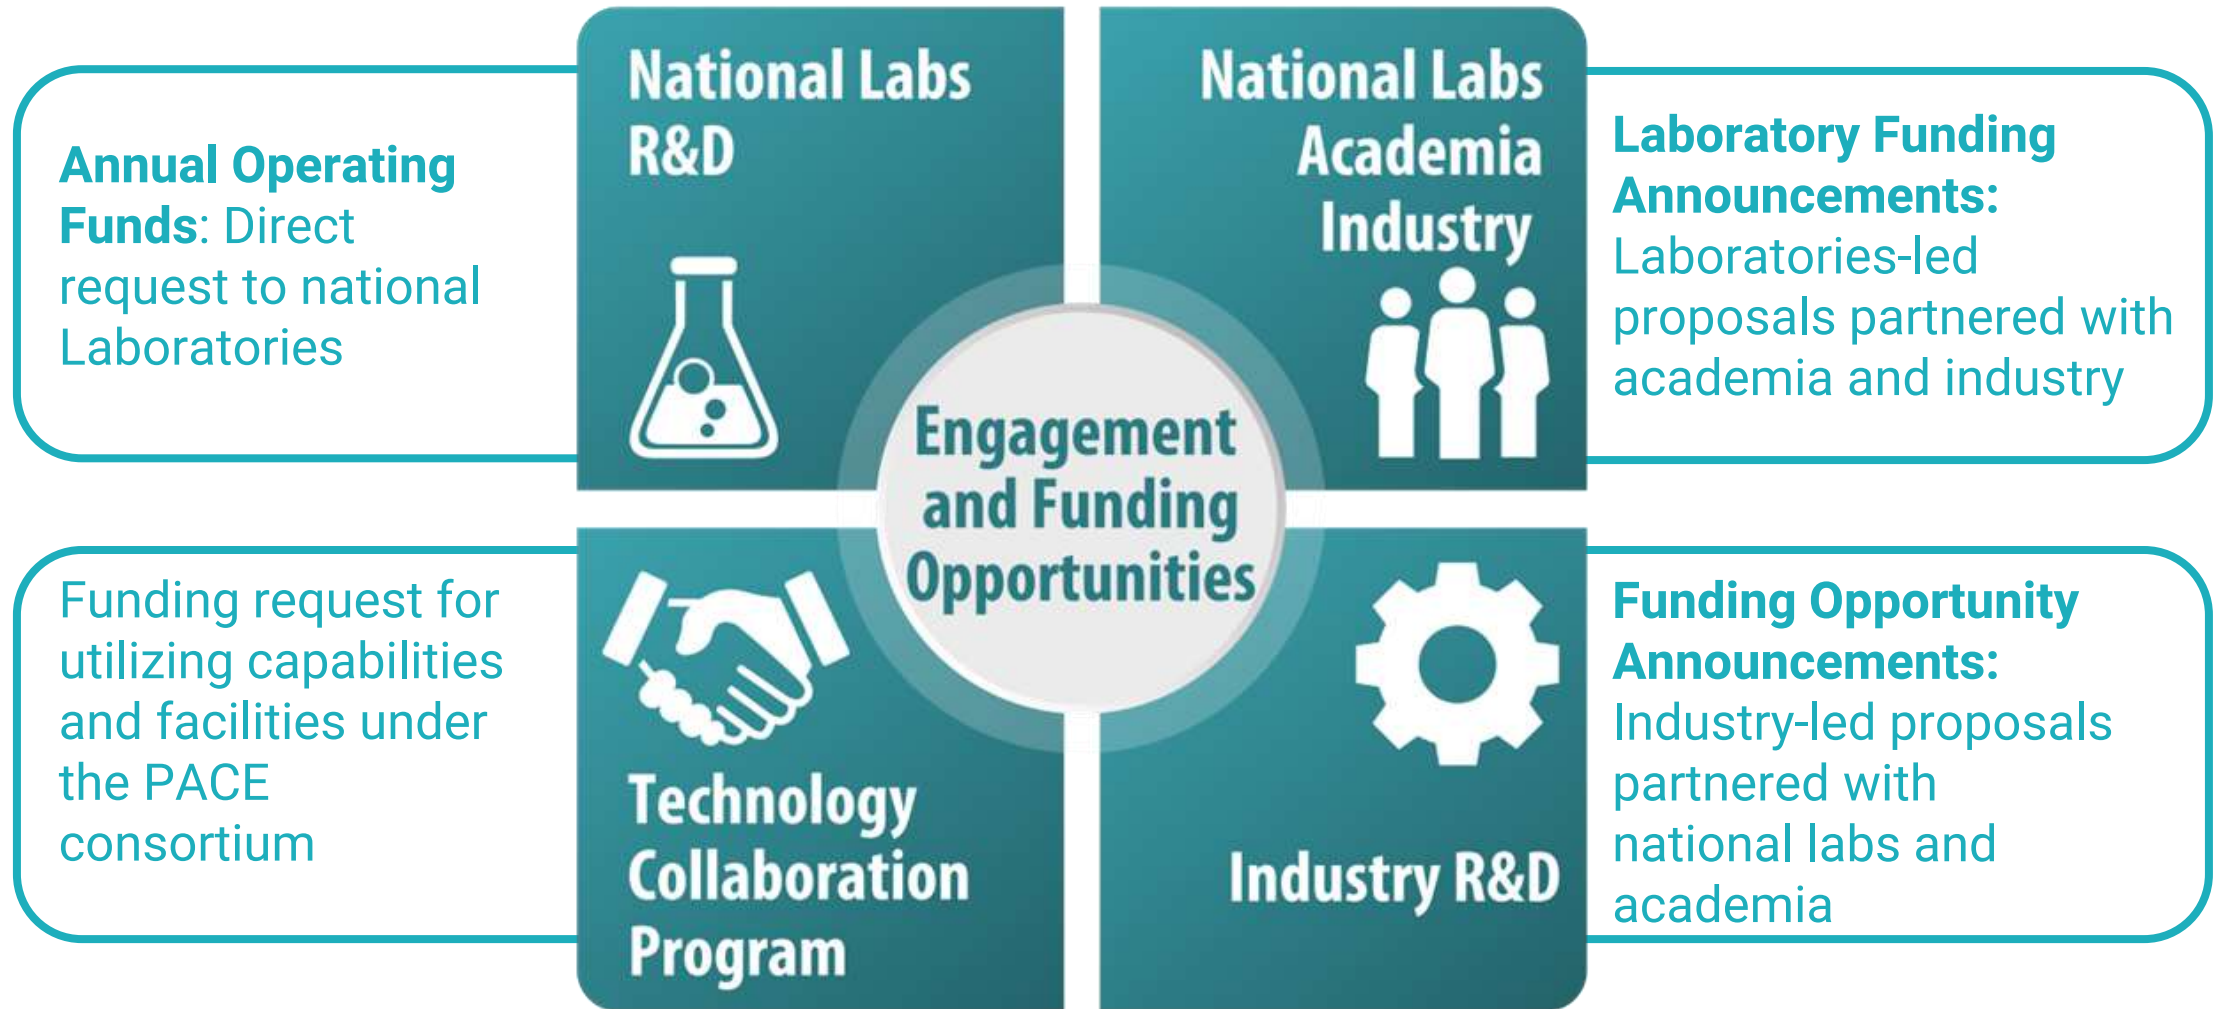 Annual Operating
Funds: Direct
request to national
Laboratories
National Labs
R&D
National Labs
Academia
Industry
Laboratory Funding
Announcements:
Laboratories-led
proposals partnered with
academia and industry
Engagement
and Funding
Opportunities
Funding request for
utilizing capabilities
and facilities under
the PACE
consortium
Technology
Collaboration
Program
Industry R&D
Funding Opportunity
Announcements:
Industry-led proposals
partnered with
national labs and
academia